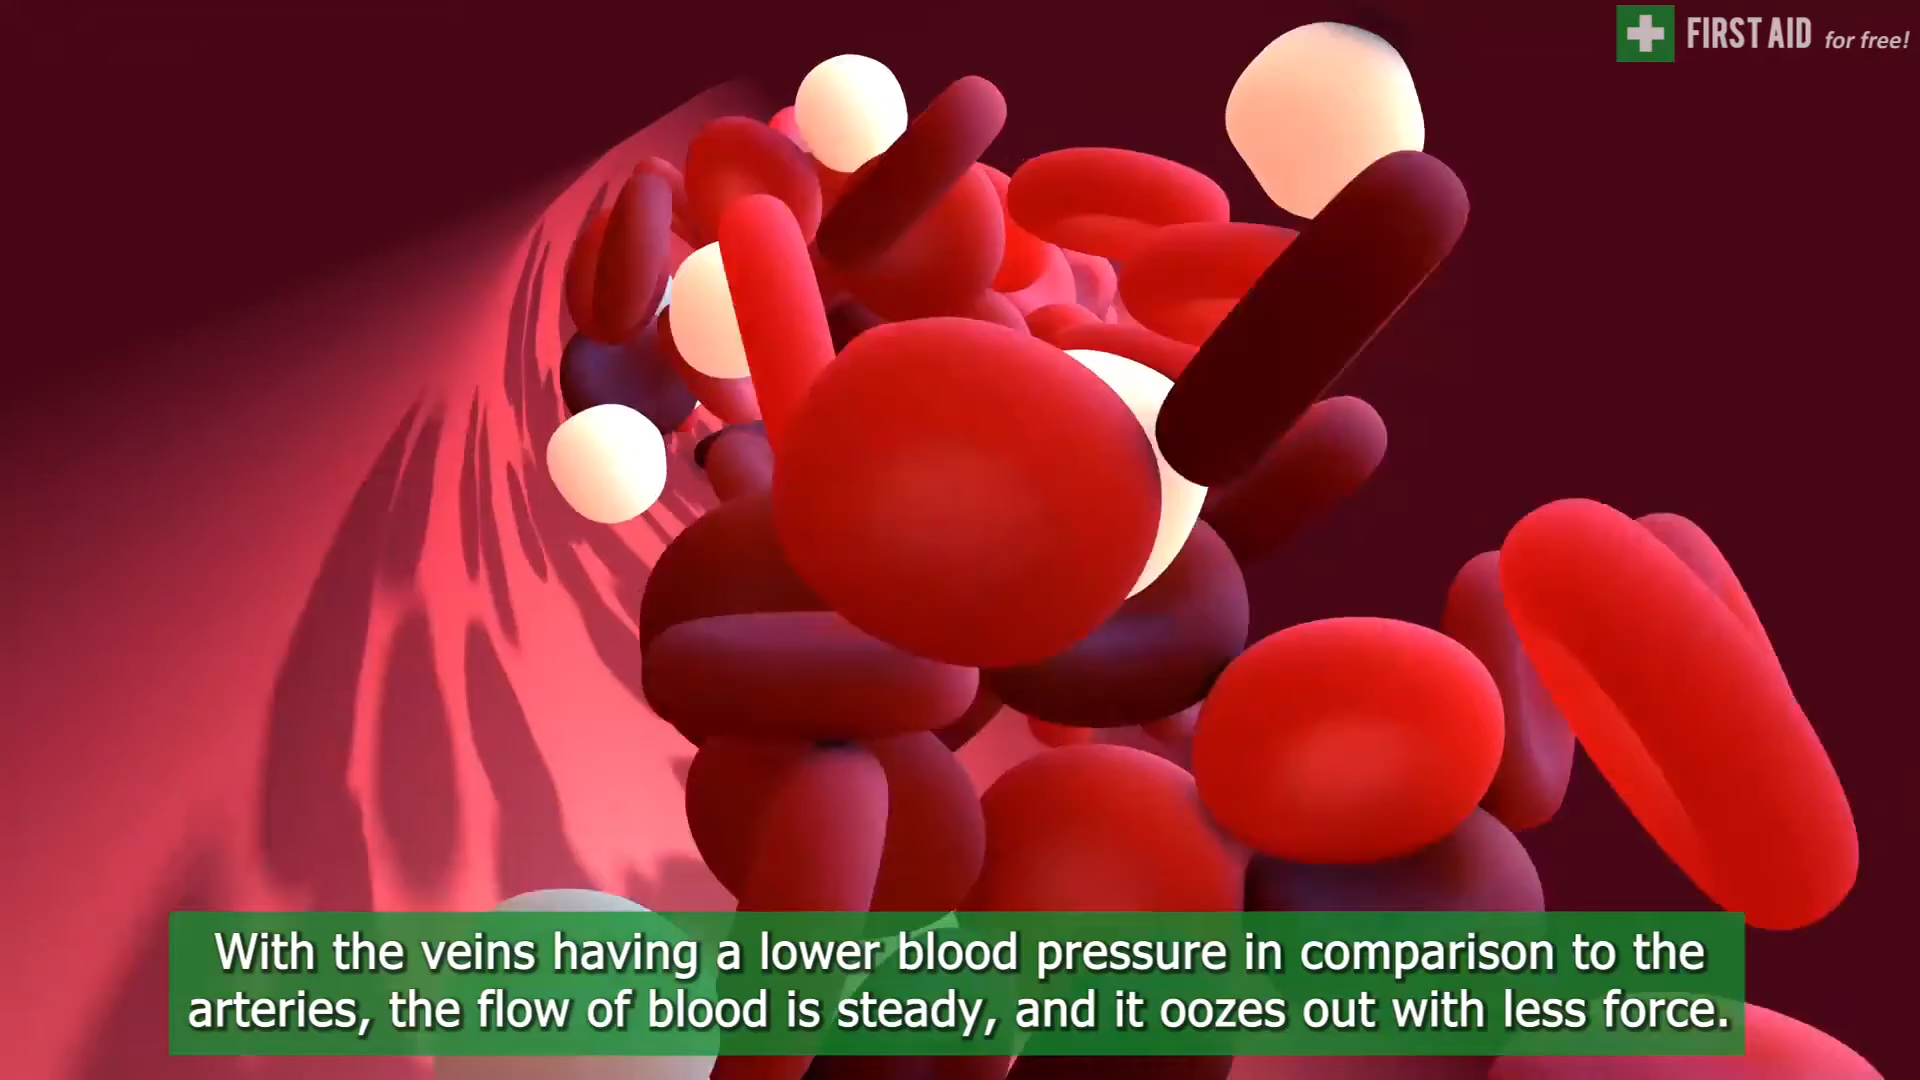 FIRST AID for free!
With the veins having a lower blood pressure in comparison to the
arteries, the flow of blood is steady, and it oozes out with less force.